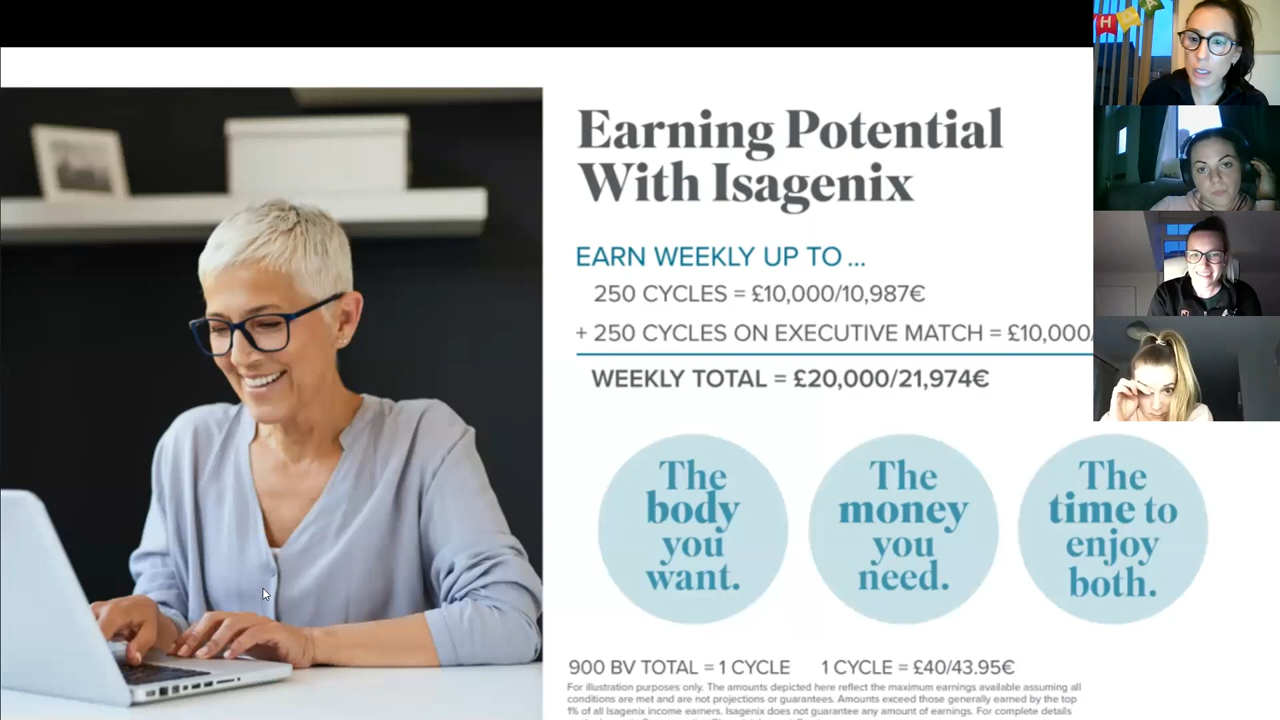 Earning Potential
With Isagenix
EARN WEEKLY UP TO ...
250 CYCLES = £10,000/10,987€
+ 250 CYCLES ON EXECUTIVE MATCH = £10,000/
WEEKLY TOTAL = £20,000/21,974€
The
body
you
want.
The
money
you
need.
The
time to
enjoy
both.
900 BV TOTAL = 1 CYCLE 1 CYCLE = £40/43.95€
For illustration purposes only. The amounts depicted here reflect the maximum earnings available assuming all
conditions are met and are not projections or guarantees. Amounts exceed those generally earned by the top
1% of all Isagenix income earners. Isagenix does not guarantee any amount of earnings. For complete details